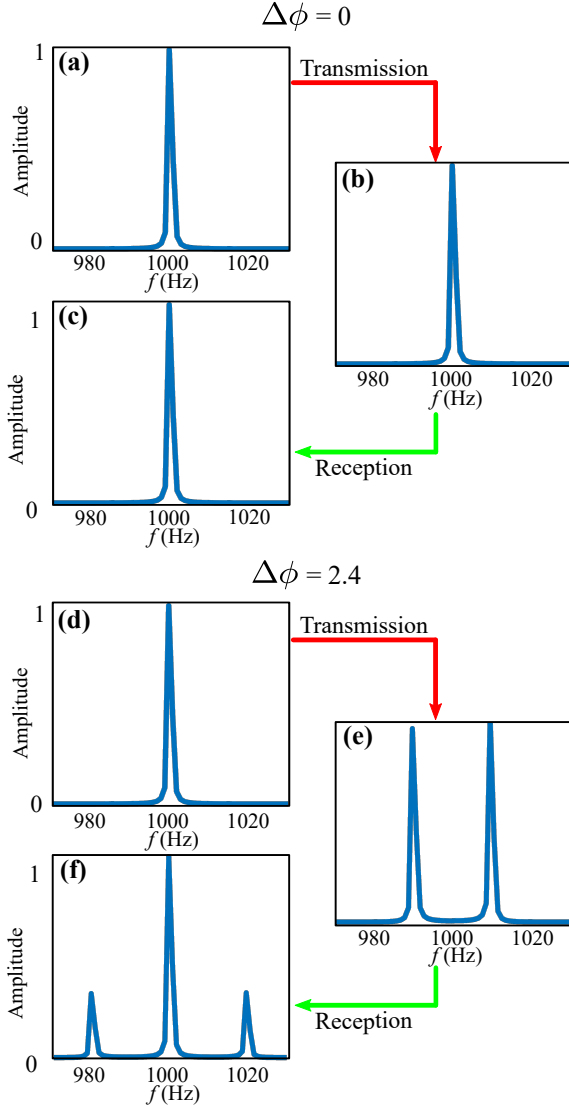 Δϕ = 0
(a)
1
Amplitude
0
980 1000 1020
f (Hz)
Transmission
(b)
980 1000 1020
f (Hz)
Reception
(c)
1
Amplitude
0
980 1000 1020
f (Hz)
Δϕ = 2.4
(d)
1
Amplitude
0
980 1000 1020
f (Hz)
Transmission
(e)
980 1000 1020
f (Hz)
Reception
(f)
1
Amplitude
0
980 1000 1020
f (Hz)